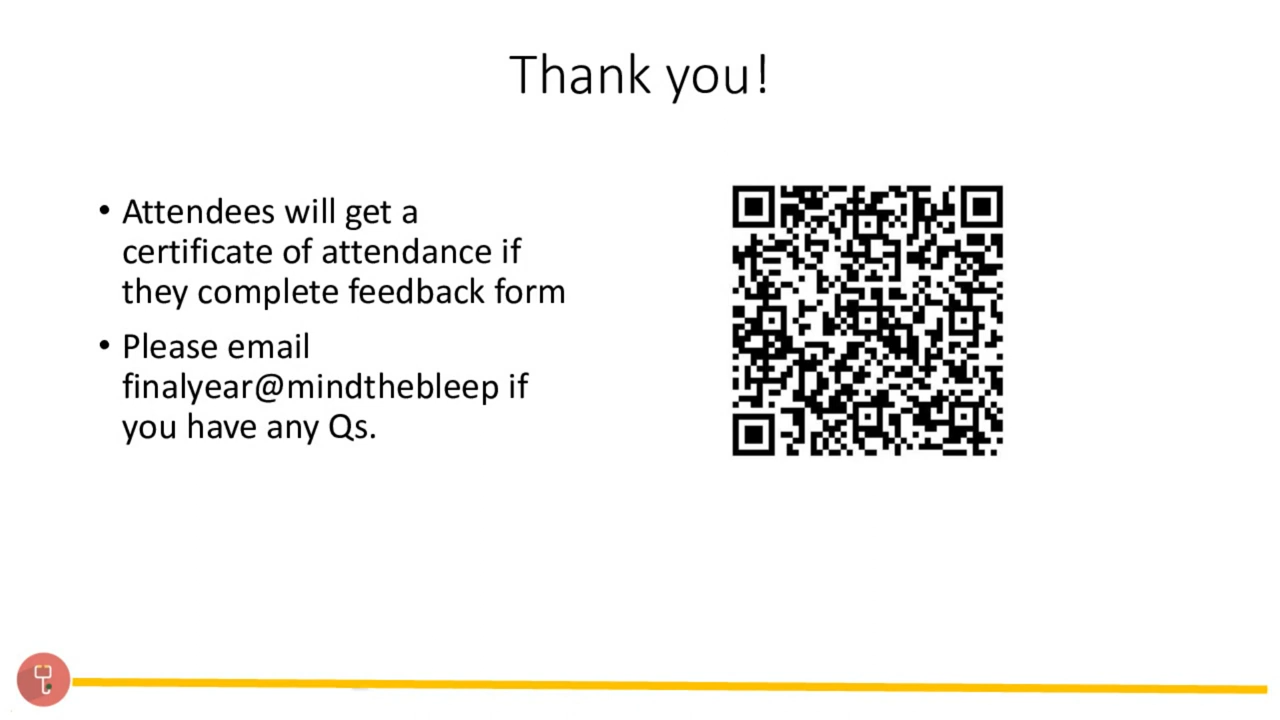 Thank you!
• Attendees will get a
certificate of attendance if
they complete feedback form
• Please email
finalyear@mindthebleep if
you have any Qs.